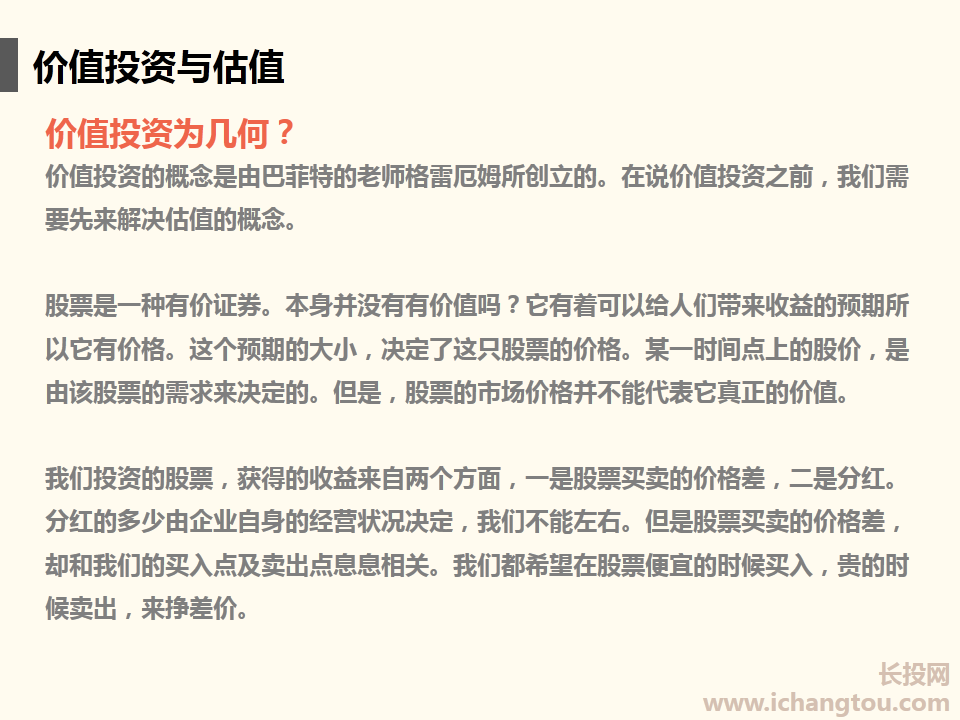 价值投资与估值
价值投资为几何？
价值投资的概念是由巴菲特的老师格雷厄姆所创立的。在说价值投资之前，我们需
要先来解决估值的概念。
股票是一种有价证券。本身并没有有价值吗？它有着可以给人们带来收益的预期所
以它有价格。这个预期的大小，决定了这只股票的价格。某一时间点上的股价，是
由该股票的需求来决定的。但是，股票的市场价格并不能代表它真正的价值。
我们投资的股票，获得的收益来自两个方面，一是股票买卖的价格差，二是分红。
分红的多少由企业自身的经营状况决定，我们不能左右。但是股票买卖的价格差，
却和我们的买入点及卖出点息息相关。我们都希望在股票便宜的时候买入，贵的时
候卖出，来挣差价。
长投网
www.ichangtou.com